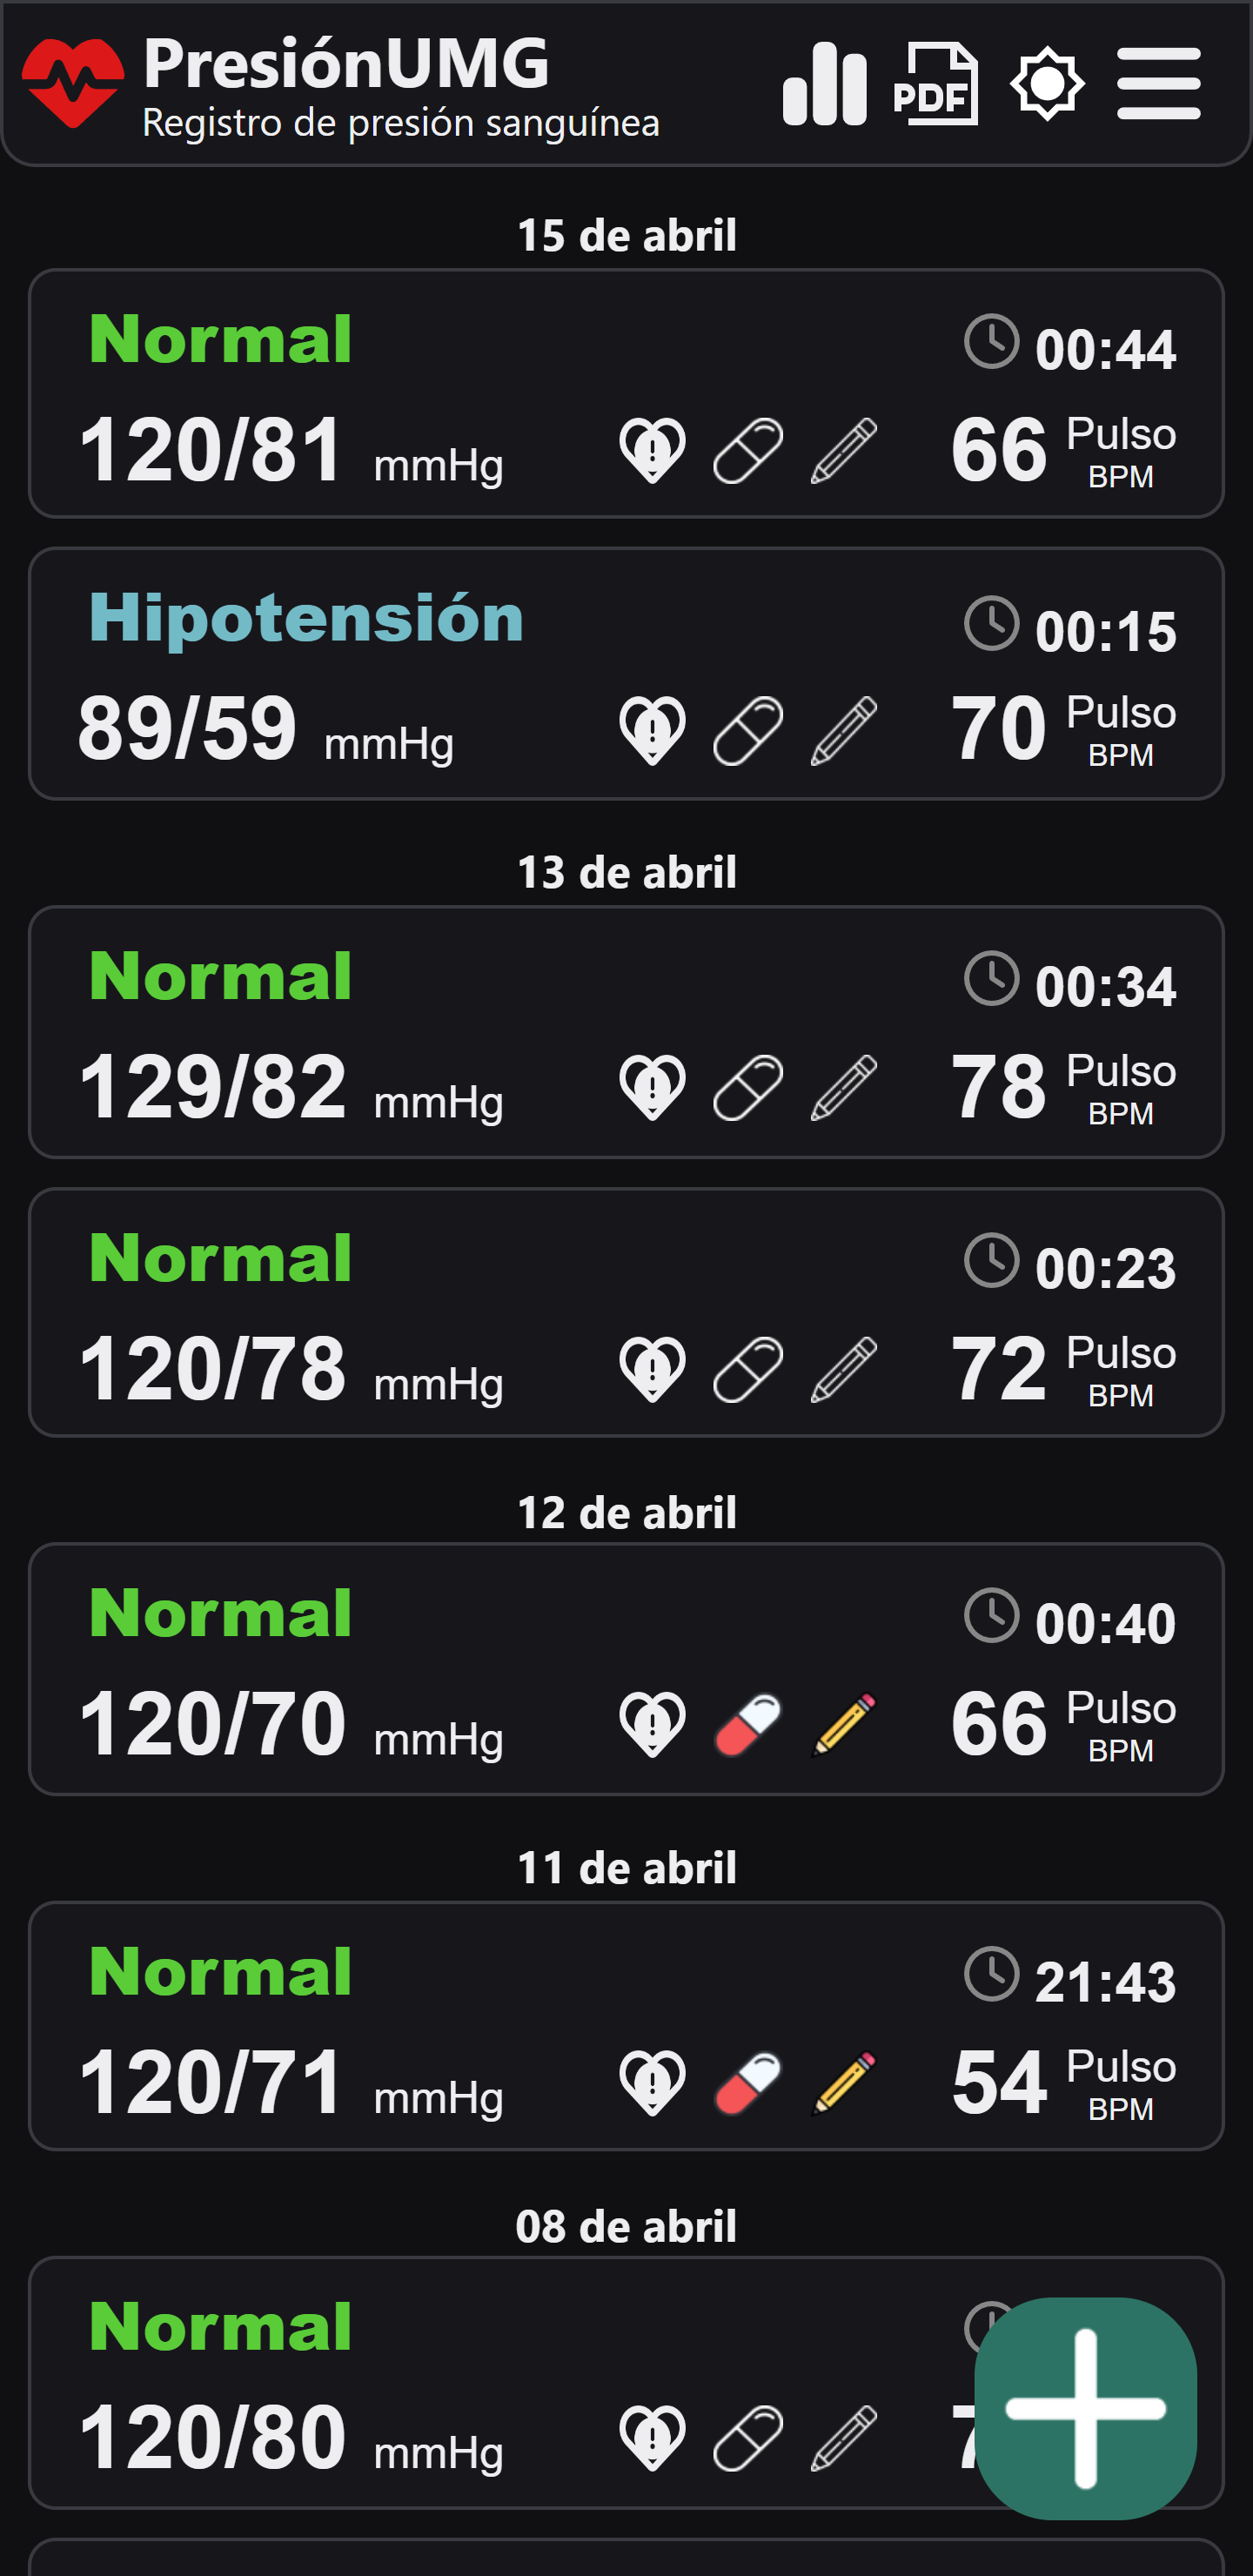 PresiónUMG
Registro de presión sanguínea
PDF
15 de abril
Normal 00:44
120/81 mmHg 66 Pulso BPM
Hipotensión 00:15
89/59 mmHg 70 Pulso BPM
13 de abril
Normal 00:34
129/82 mmHg 78 Pulso BPM
Normal 00:23
120/78 mmHg 72 Pulso BPM
12 de abril
Normal 00:40
120/70 mmHg 66 Pulso BPM
11 de abril
Normal 21:43
120/71 mmHg 54 Pulso BPM
08 de abril
Normal
120/80 mmHg